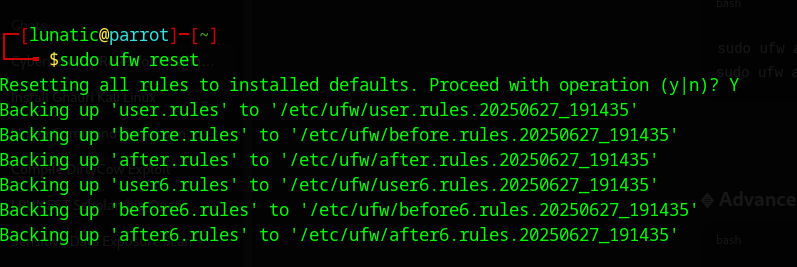 bash
┌─[lunatic@parrot]─[~]
└──╼ $sudo ufw reset
sudo ufw a
sudo ufw a
Resetting all rules to installed defaults. Proceed with operation (y|n)? Y
Backing up 'user.rules' to '/etc/ufw/user.rules.20250627_191435'
Backing up 'before.rules' to '/etc/ufw/before.rules.20250627_191435'
Backing up 'after.rules' to '/etc/ufw/after.rules.20250627_191435'
Backing up 'user6.rules' to '/etc/ufw/user6.rules.20250627_191435'
Backing up 'before6.rules' to '/etc/ufw/before6.rules.20250627_191435'
Advance
Backing up 'after6.rules' to '/etc/ufw/after6.rules.20250627_191435'
bash